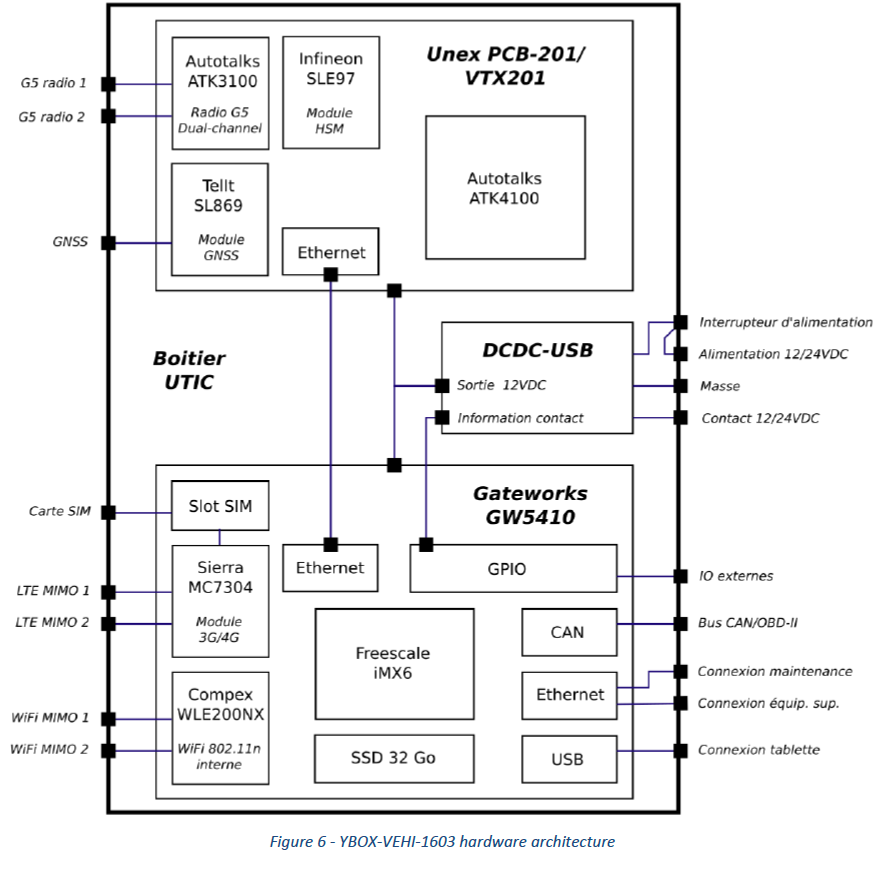 Unex PCB-201/
VTX201
Autotalks
ATK3100
Radio G5
Dual-channel
Infineon
SLE97
Module
HSM
G5 radio 1
G5 radio 2
Autotalks
ATK4100
Tellt
SL869
Module
GNSS
GNSS
Ethernet
Boitier
UTIC
DCDC-USB
Sortie 12VDC
Information contact
Interrupteur d'alimentation
Alimentation 12/24VDC
Masse
Contact 12/24VDC
Gateworks
GW5410
Carte SIM
Slot SIM
Sierra
MC7304
Module
3G/4G
LTE MIMO 1
LTE MIMO 2
Ethernet
GPIO
IO externes
Freescale
iMX6
CAN
Bus CAN/OBD-II
Ethernet
Connexion maintenance
Connexion équip. sup.
Compex
WLE200NX
WiFi 802.11n
interne
WiFi MIMO 1
WiFi MIMO 2
SSD 32 Go
USB
Connexion tablette
Figure 6 - YBOX-VEHI-1603 hardware architecture